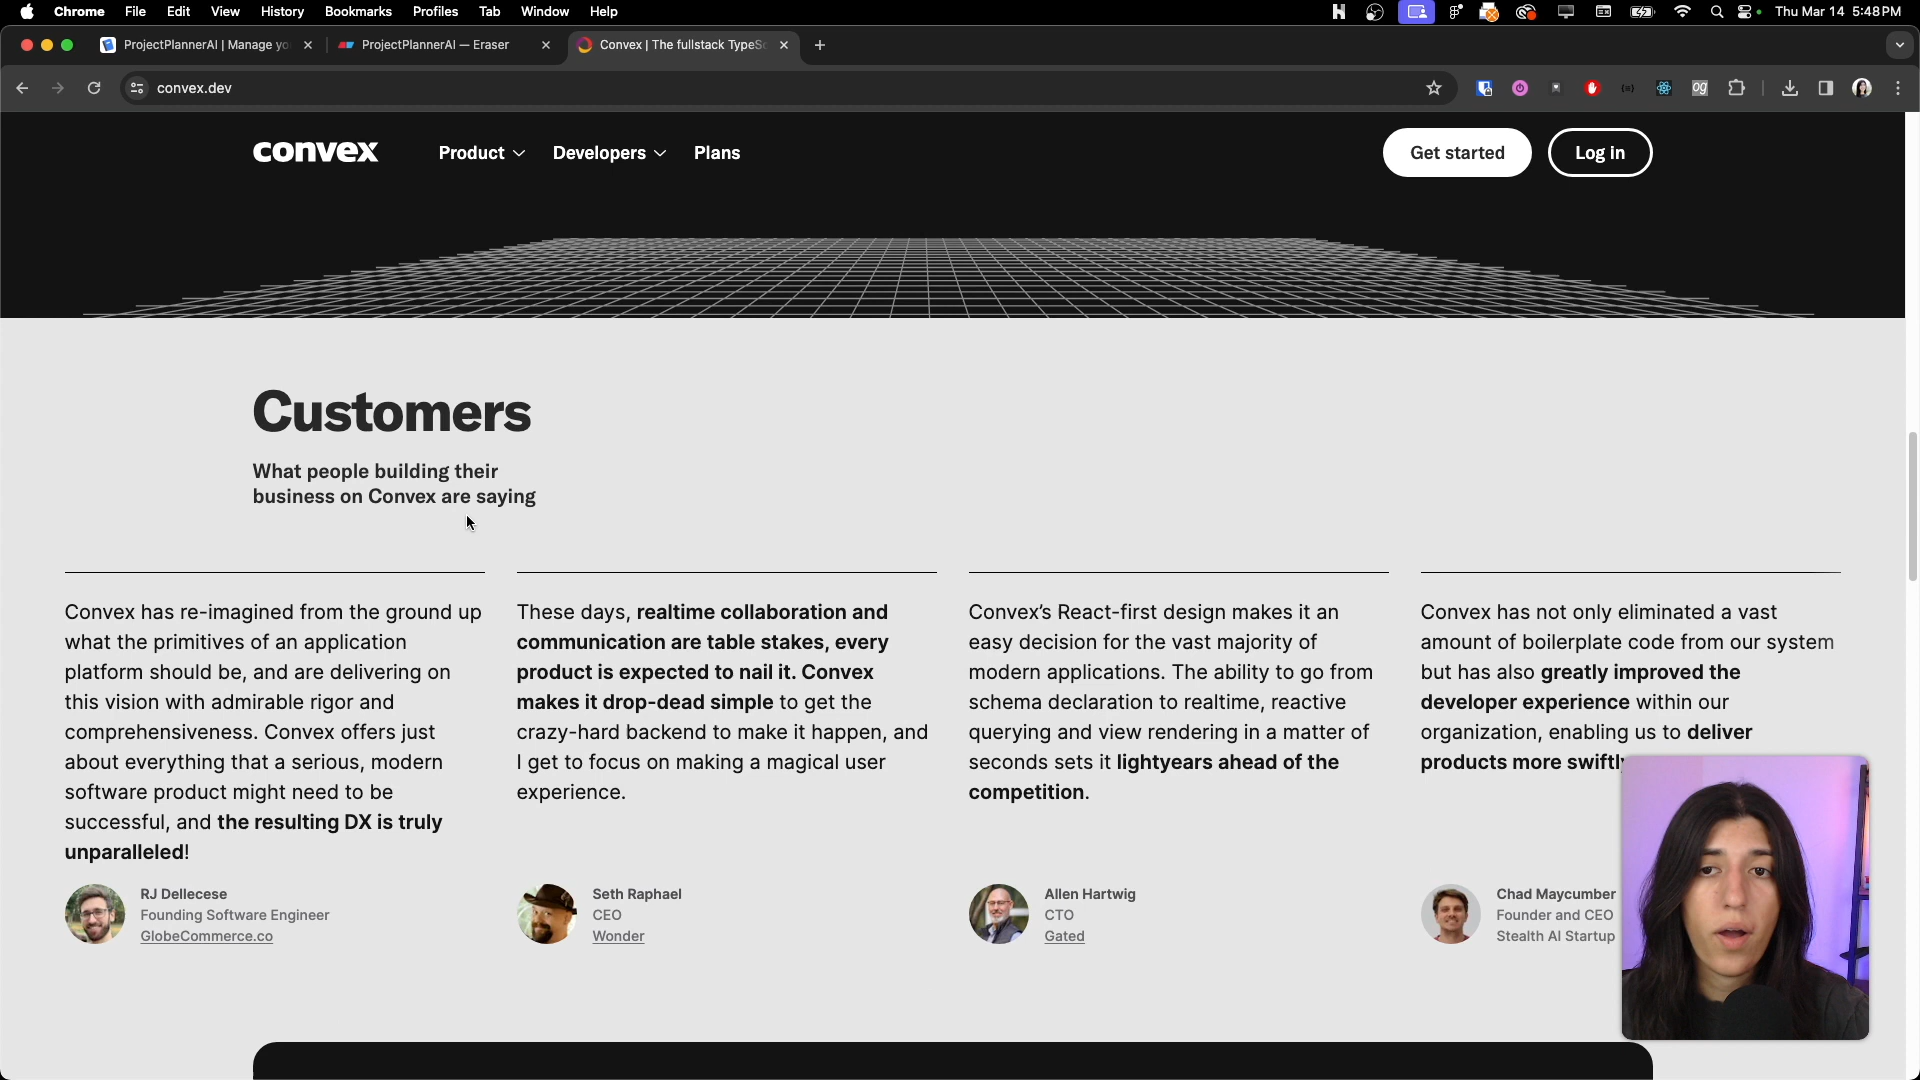 Chrome File Edit View History Bookmarks Profiles Tab Window Help
Thu Mar 14 5:48 PM
ProjectPlannerAI | Manage yo
ProjectPlannerAI — Eraser
Convex | The fullstack TypeSc
convex.dev
og
convex
Product
Developers
Plans
Get started
Log in
Customers
What people building their
business on Convex are saying
Convex has re-imagined from the ground up
what the primitives of an application
platform should be, and are delivering on
this vision with admirable rigor and
comprehensiveness. Convex offers just
about everything that a serious, modern
software product might need to be
successful, and the resulting DX is truly
unparalleled!
RJ Dellecese
Founding Software Engineer
GlobeCommerce.co
These days, realtime collaboration and
communication are table stakes, every
product is expected to nail it. Convex
makes it drop-dead simple to get the
crazy-hard backend to make it happen, and
I get to focus on making a magical user
experience.
Seth Raphael
CEO
Wonder
Convex’s React-first design makes it an
easy decision for the vast majority of
modern applications. The ability to go from
schema declaration to realtime, reactive
querying and view rendering in a matter of
seconds sets it lightyears ahead of the
competition.
Allen Hartwig
CTO
Gated
Convex has not only eliminated a vast
amount of boilerplate code from our system
but has also greatly improved the
developer experience within our
organization, enabling us to deliver
products more swiftly
Chad Maycumber
Founder and CEO
Stealth AI Startup